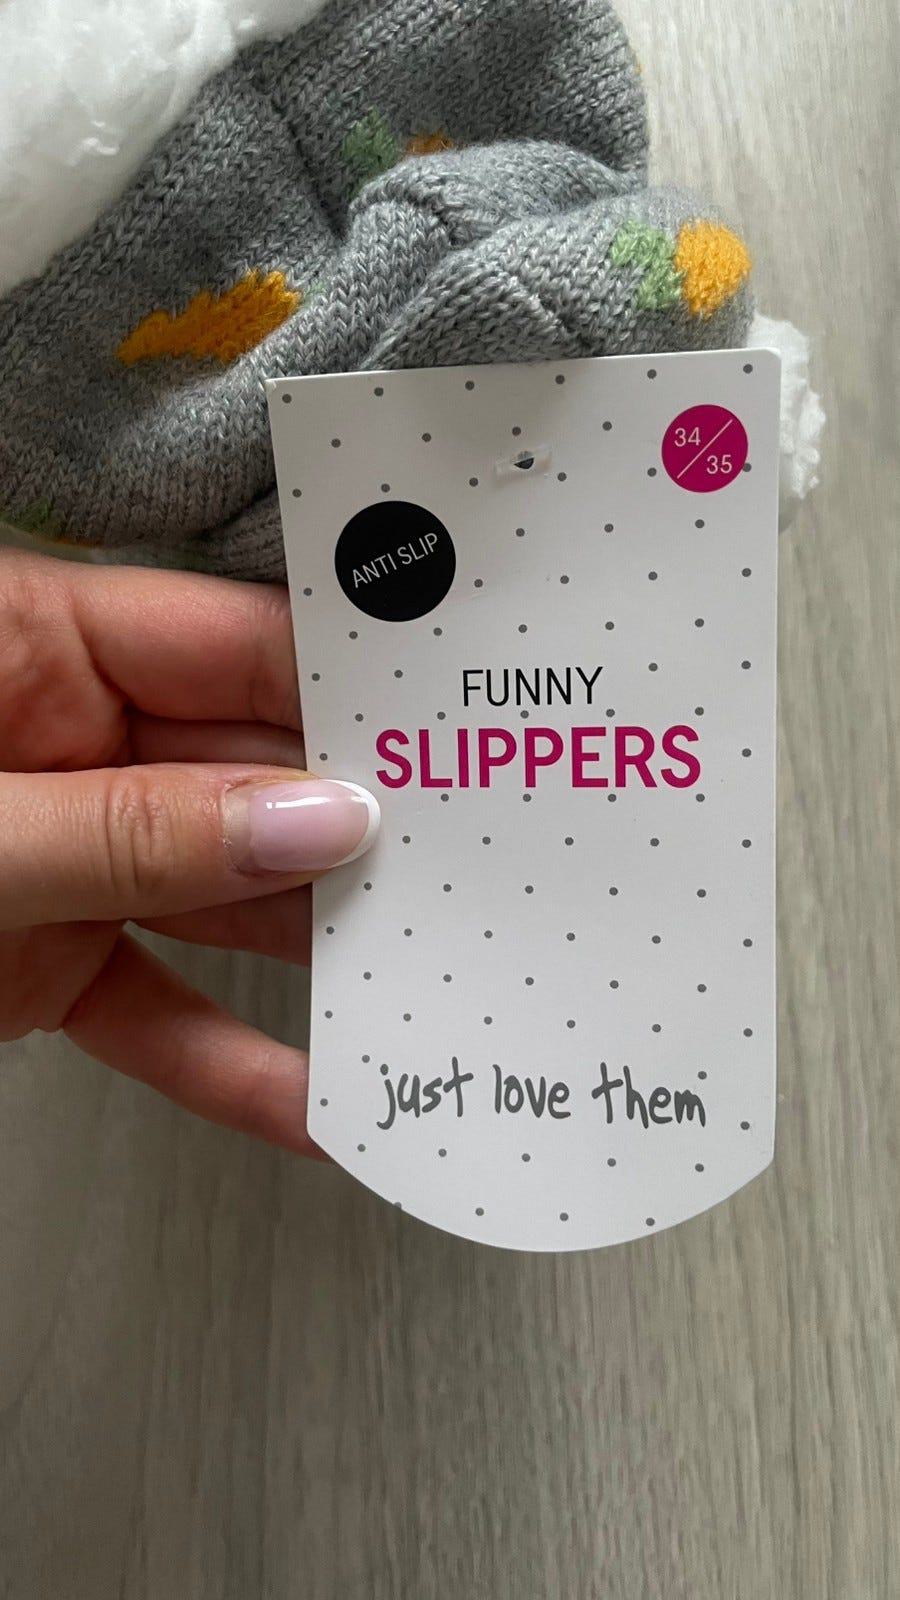 34
35
ANTI SLIP
FUNNY
SLIPPERS
just love them